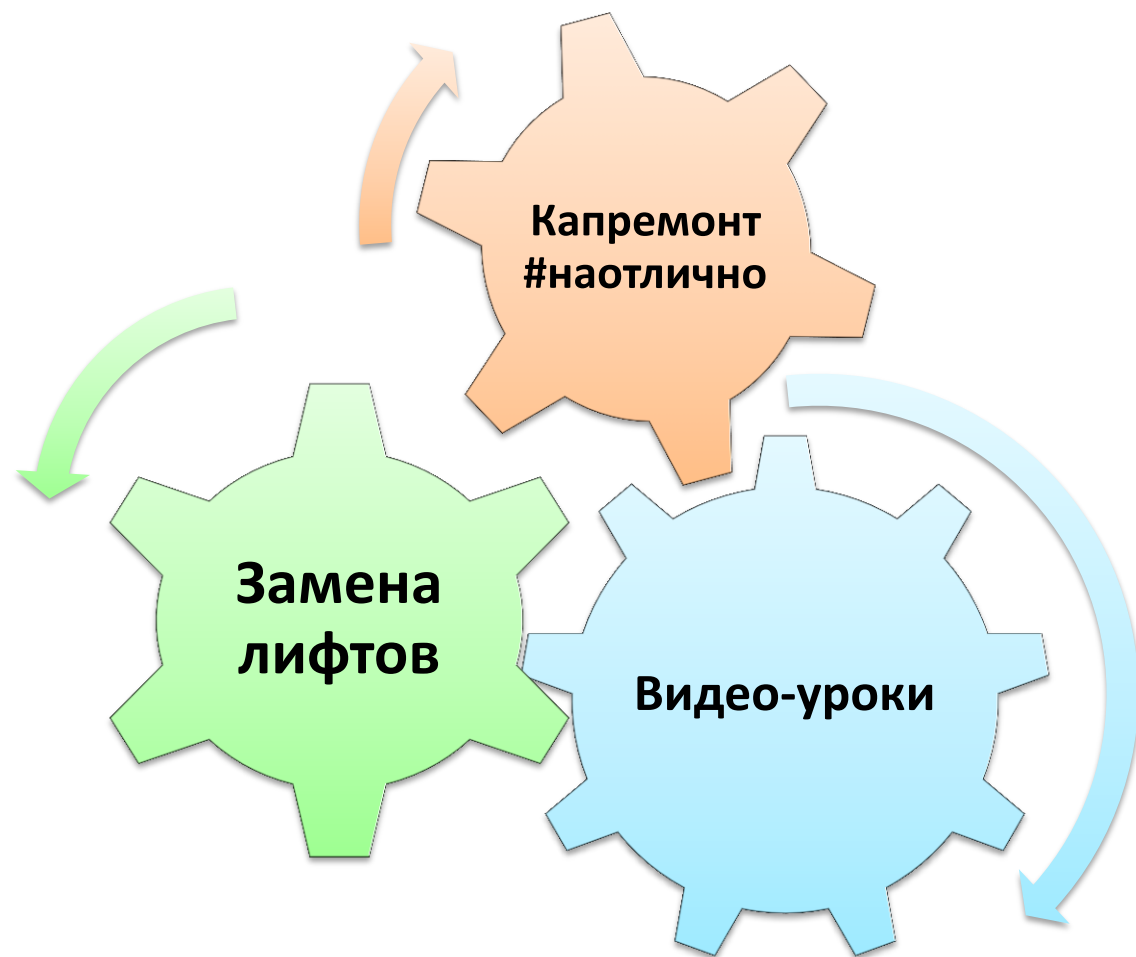 Капремонт
#наотлично
Замена
лифтов
Видео-уроки